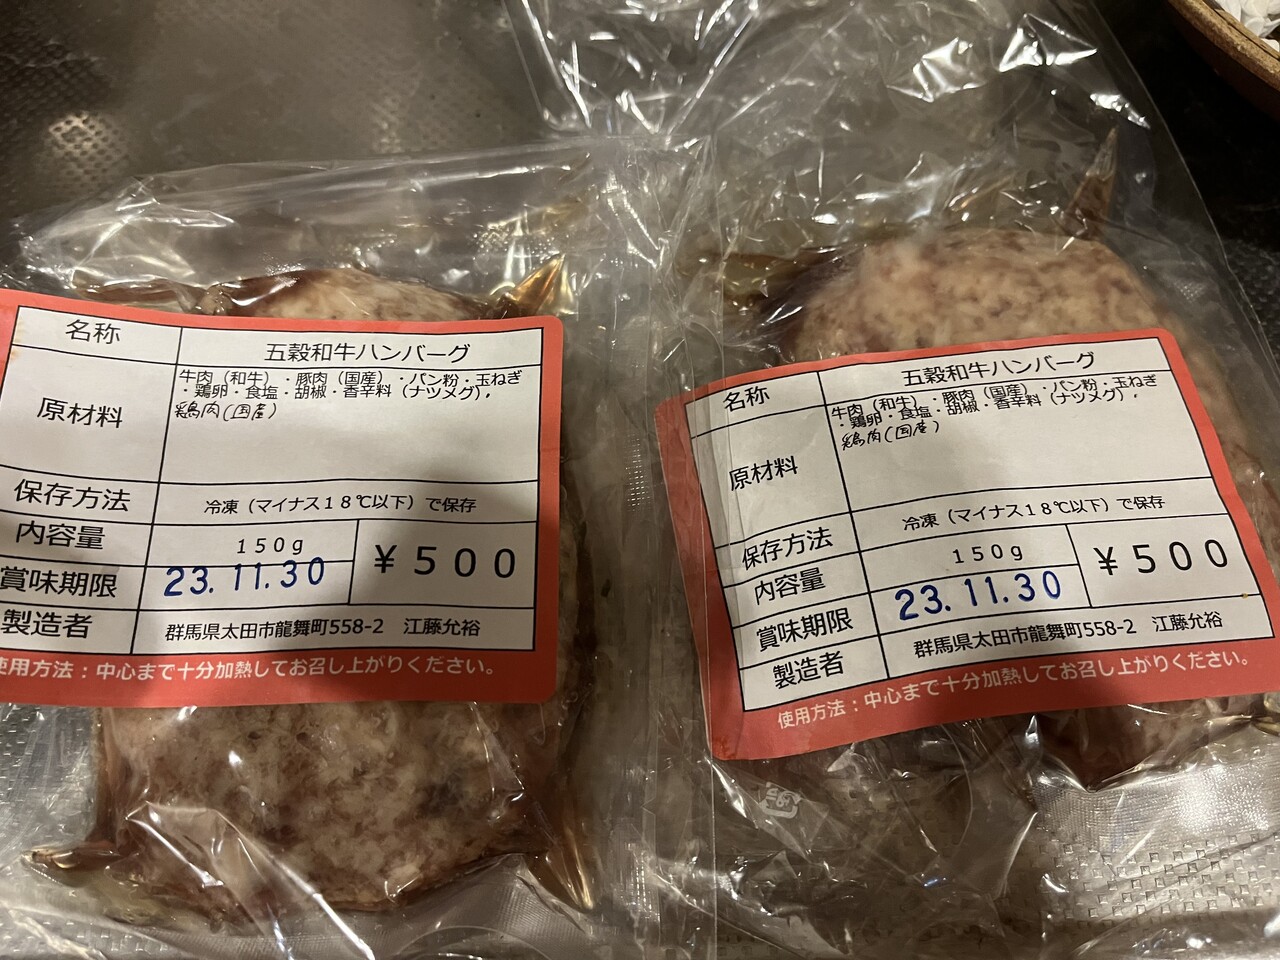 名称
五穀和牛ハンバーグ
原材料
牛肉（和牛）・豚肉（国産）・パン粉・玉ねぎ
・鶏卵・食塩・胡椒・香辛料（ナツメグ），
鶏肉（国産）
保存方法
冷凍（マイナス１８℃以下）で保存
内容量
１５０ｇ
￥５００
賞味期限
23.11.30
製造者
群馬県太田市龍舞町558-2　江藤允裕
使用方法：中心まで十分加熱してお召し上がりください。
名称
五穀和牛ハンバーグ
原材料
牛肉（和牛）・豚肉（国産）・パン粉・玉ねぎ
・鶏卵・食塩・胡椒・香辛料（ナツメグ），
鶏肉（国産）
保存方法
冷凍（マイナス１８℃以下）で保存
内容量
１５０ｇ
￥５００
賞味期限
23.11.30
製造者
群馬県太田市龍舞町558-2　江藤允裕
使用方法：中心まで十分加熱してお召し上がりください。